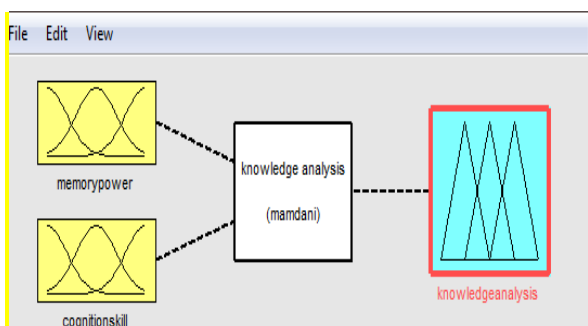 File Edit View
memorypower
knowledge analysis
(mamdani)
knowledgeanalysis
cognitionskill